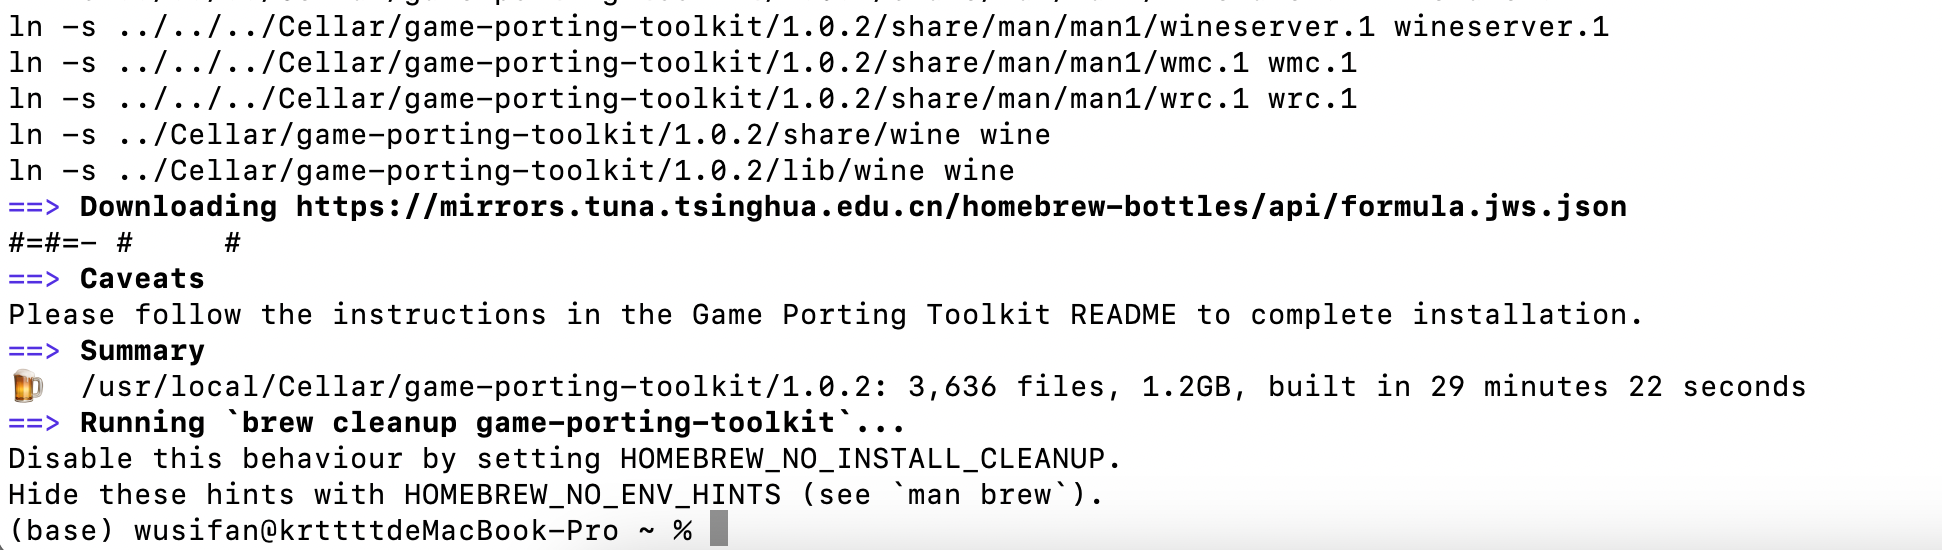 ln -s ../../../Cellar/game-porting-toolkit/1.0.2/share/man/man1/wineserver.1 wineserver.1
ln -s ../../../Cellar/game-porting-toolkit/1.0.2/share/man/man1/wmc.1 wmc.1
ln -s ../../../Cellar/game-porting-toolkit/1.0.2/share/man/man1/wrc.1 wrc.1
ln -s ../Cellar/game-porting-toolkit/1.0.2/share/wine wine
ln -s ../Cellar/game-porting-toolkit/1.0.2/lib/wine wine
==> Downloading https://mirrors.tuna.tsinghua.edu.cn/homebrew-bottles/api/formula.jws.json
#=#=- #     #
==> Caveats
Please follow the instructions in the Game Porting Toolkit README to complete installation.
==> Summary
🍺  /usr/local/Cellar/game-porting-toolkit/1.0.2: 3,636 files, 1.2GB, built in 29 minutes 22 seconds
==> Running `brew cleanup game-porting-toolkit`...
Disable this behaviour by setting HOMEBREW_NO_INSTALL_CLEANUP.
Hide these hints with HOMEBREW_NO_ENV_HINTS (see `man brew`).
(base) wusifan@krttttdeMacBook-Pro ~ %